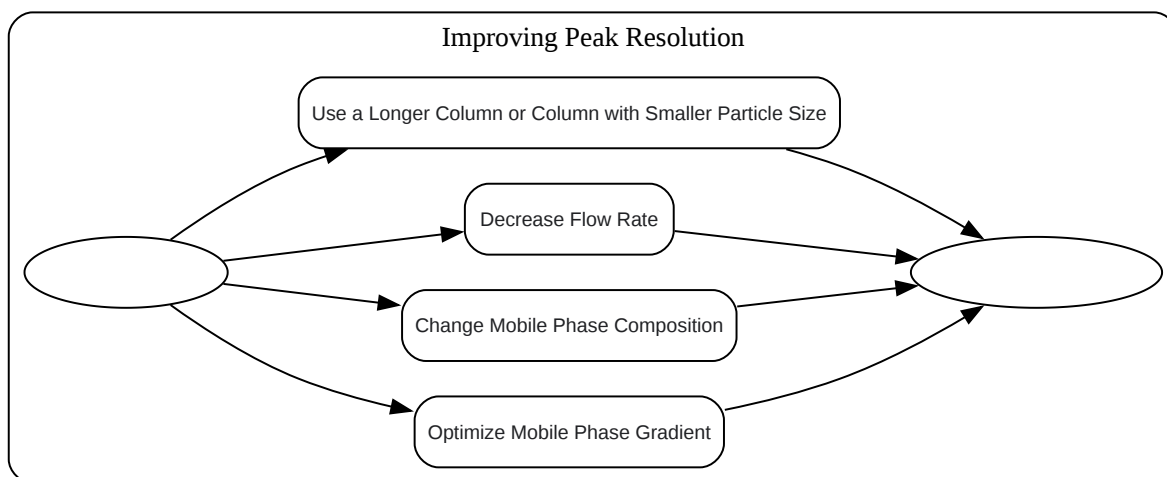 Improving Peak Resolution
Use a Longer Column or Column with Smaller Particle Size
Decrease Flow Rate
Change Mobile Phase Composition
Optimize Mobile Phase Gradient